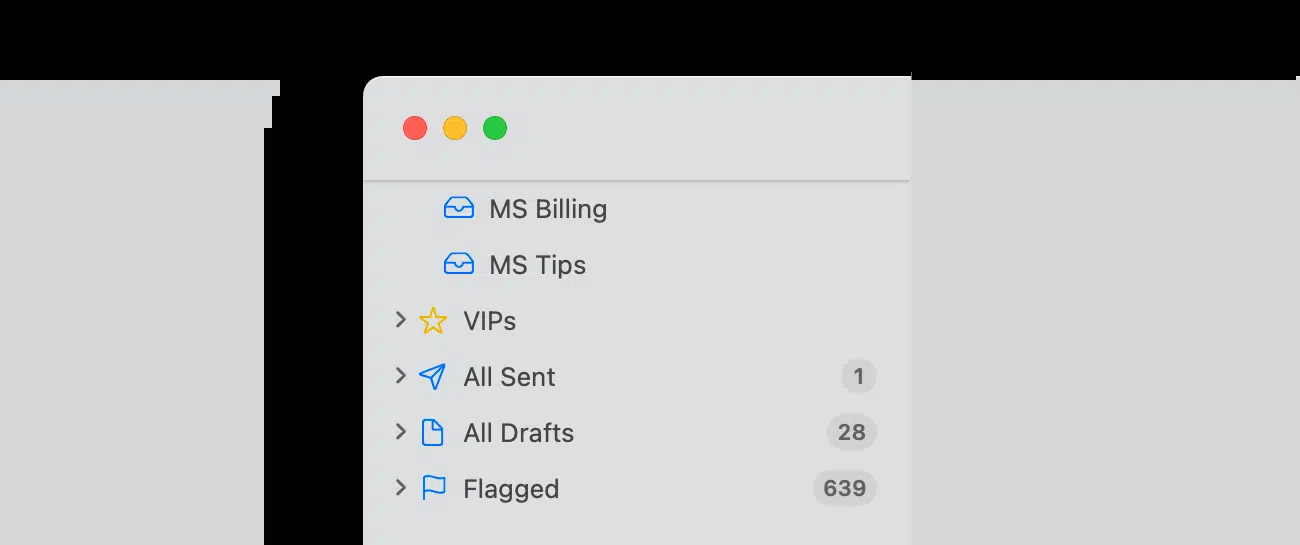 MS Billing
MS Tips
VIPs
All Sent 1
All Drafts 28
Flagged 639